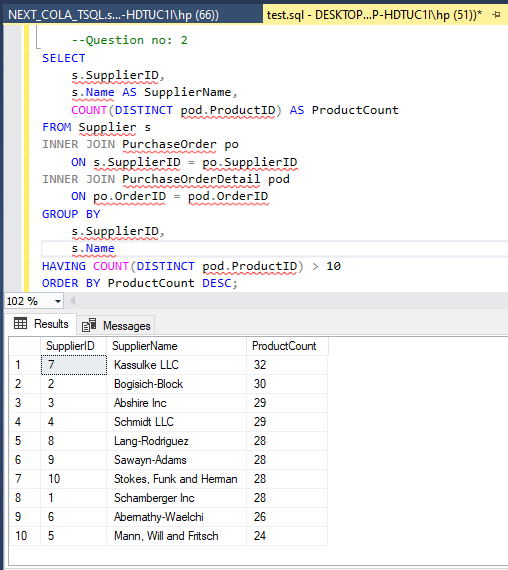 NEXT_COLA_TSQL.s...-HDTUC1I\hp (66))
test.sql - DESKTOP...P-HDTUC1I\hp (51))*
--Question no: 2
SELECT
s.SupplierID,
s.Name AS SupplierName,
COUNT(DISTINCT pod.ProductID) AS ProductCount
FROM Supplier s
INNER JOIN PurchaseOrder po
ON s.SupplierID = po.SupplierID
INNER JOIN PurchaseOrderDetail pod
ON po.OrderID = pod.OrderID
GROUP BY
s.SupplierID,
s.Name
HAVING COUNT(DISTINCT pod.ProductID) > 10
ORDER BY ProductCount DESC;
102 %
Results Messages
SupplierID SupplierName ProductCount
1 7 Kassulke LLC 32
2 2 Bogisich-Block 30
3 3 Abshire Inc 29
4 4 Schmidt LLC 29
5 8 Lang-Rodriguez 28
6 9 Sawayn-Adams 28
7 10 Stokes, Funk and Herman 28
8 1 Schamberger Inc 28
9 6 Abernathy-Waelchi 26
10 5 Mann, Will and Fritsch 24